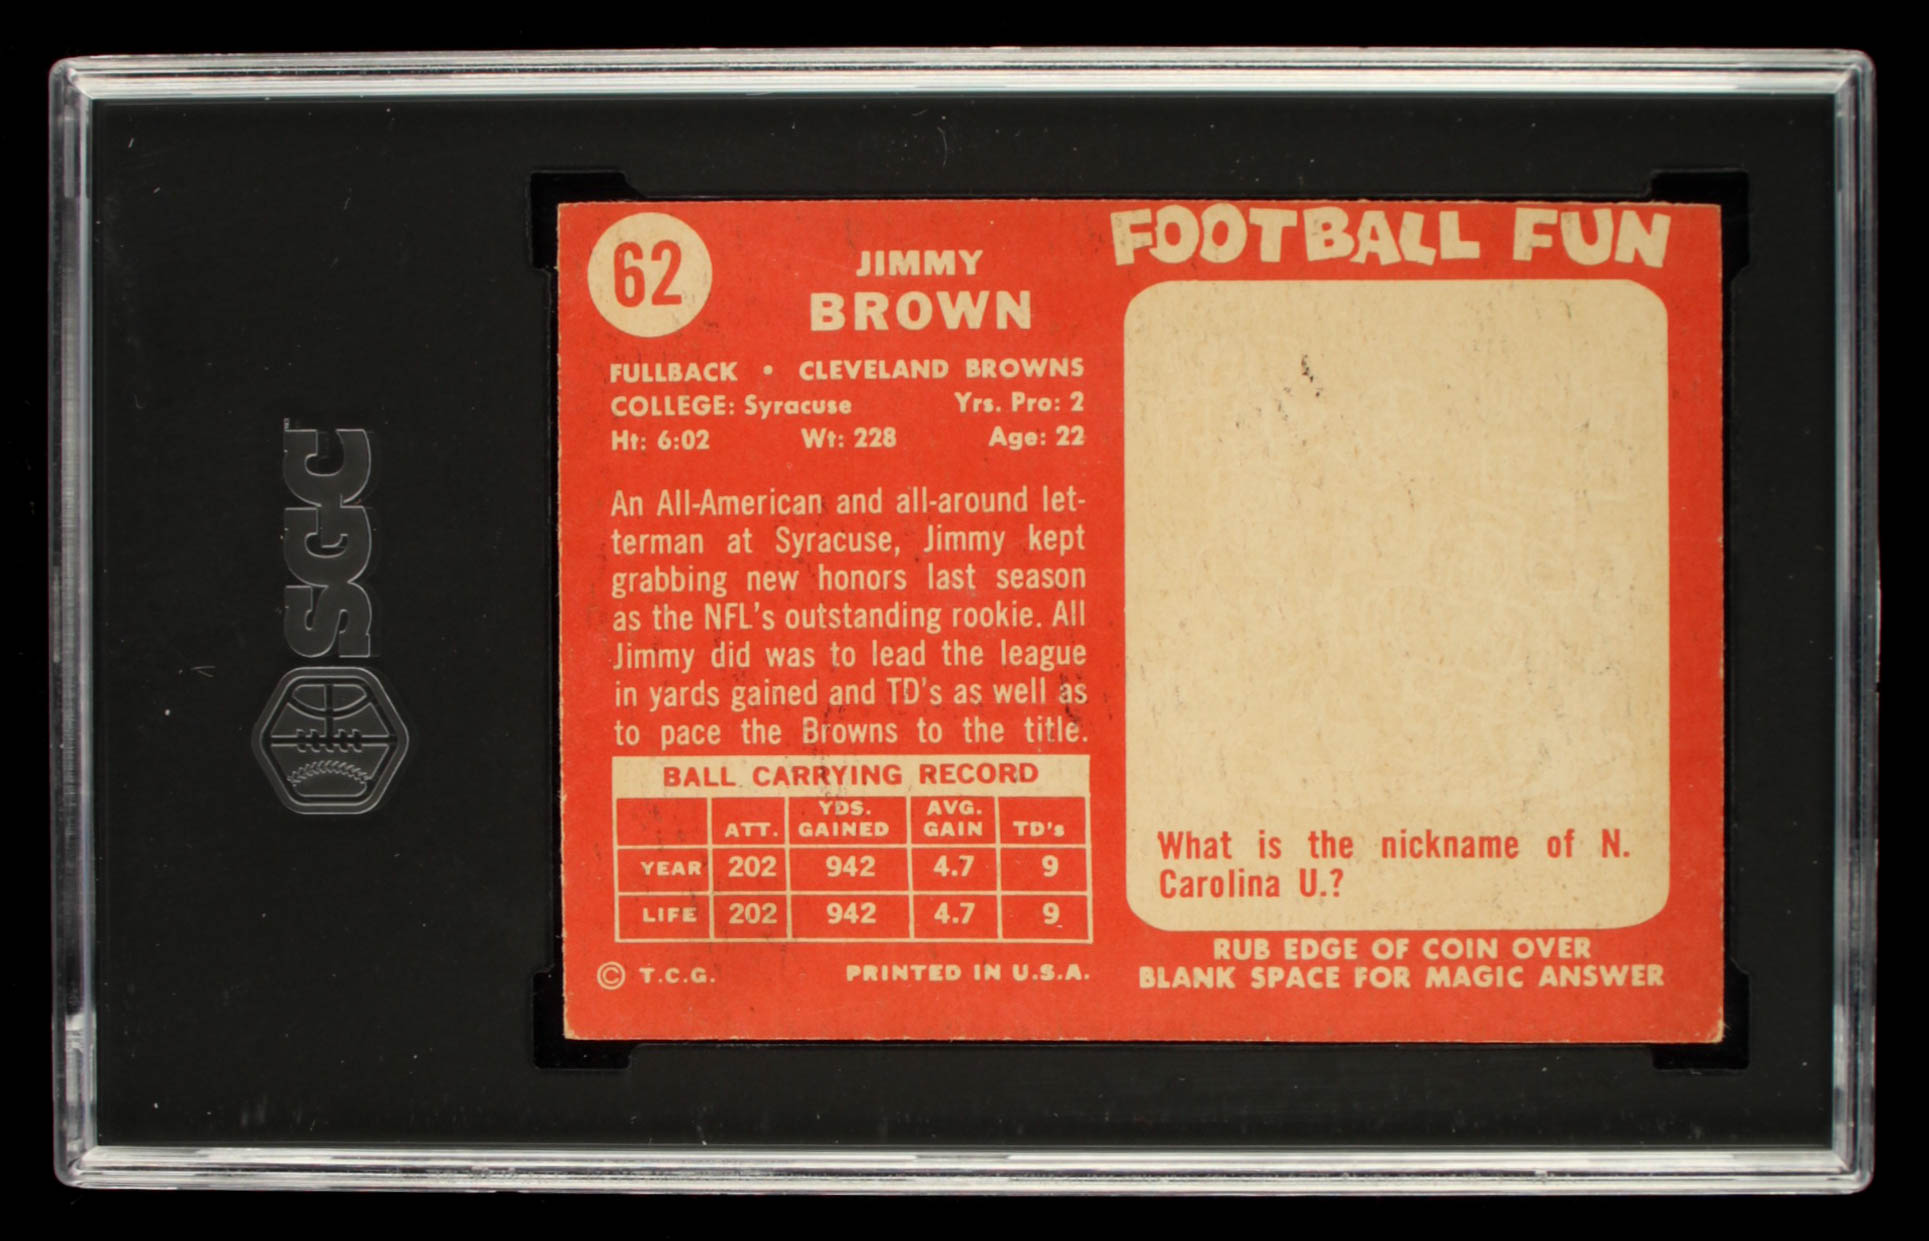 SGC
62
JIMMY
BROWN
FULLBACK • CLEVELAND BROWNS
COLLEGE: Syracuse Yrs. Pro: 2
Ht: 6:02 Wt: 228 Age: 22
An All-American and all-around let-
terman at Syracuse, Jimmy kept
grabbing new honors last season
as the NFL's outstanding rookie. All
Jimmy did was to lead the league
in yards gained and TD's as well as
to pace the Browns to the title.
BALL CARRYING RECORD
ATT. YDS. GAINED AVG. GAIN TD's
YEAR 202 942 4.7 9
LIFE 202 942 4.7 9
© T.C.G. PRINTED IN U.S.A.
FOOTBALL FUN
What is the nickname of N.
Carolina U.?
RUB EDGE OF COIN OVER
BLANK SPACE FOR MAGIC ANSWER